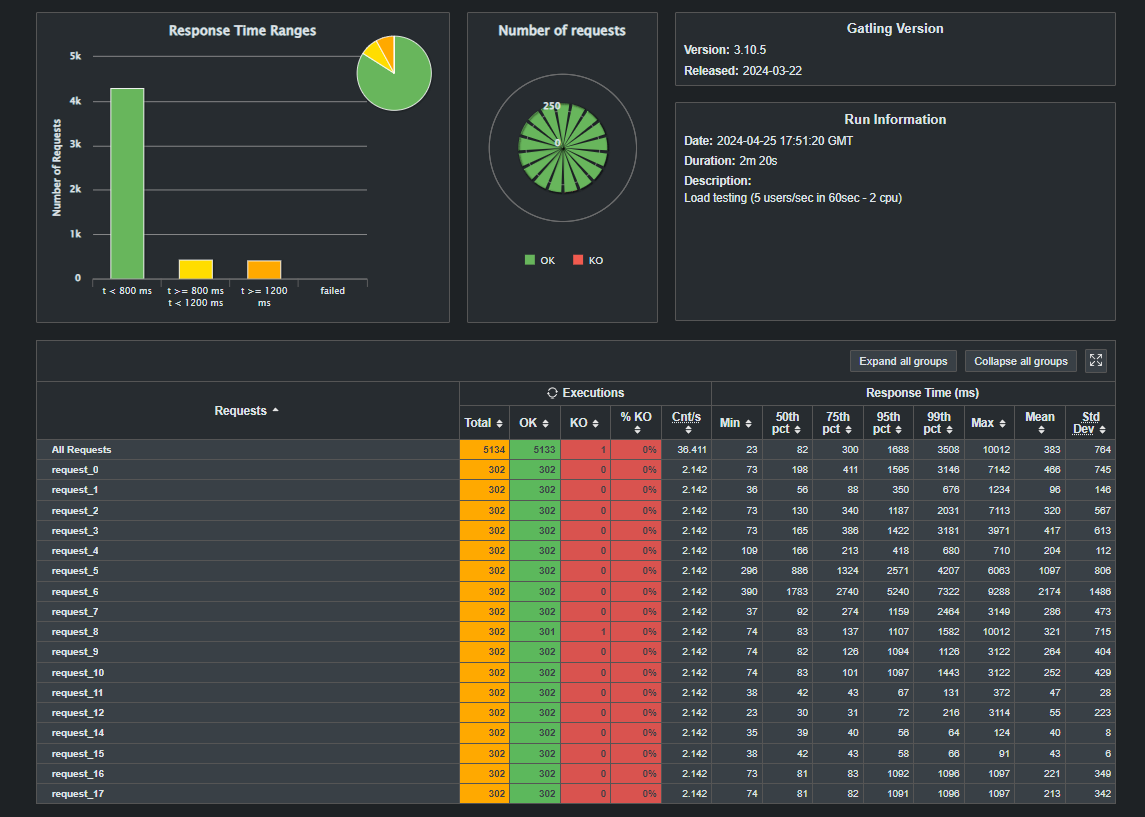 Response Time Ranges
5k
4k
3k
2k
1k
0
Number of Requests
t < 800 ms
t >= 800 ms
t < 1200 ms
t >= 1200
ms
failed
Number of requests
250
0
OK
KO
Gatling Version
Version: 3.10.5
Released: 2024-03-22
Run Information
Date: 2024-04-25 17:51:20 GMT
Duration: 2m 20s
Description:
Load testing (5 users/sec in 60sec - 2 cpu)
Expand all groups Collapse all groups
Requests Executions Response Time (ms)
Total OK KO % KO Cnt/s Min 50th pct 75th pct 95th pct 99th pct Max Mean Std Dev
All Requests 5134 5133 1 0% 36.411 23 82 300 1688 3508 10012 383 764
request_0 302 302 0 0% 2.142 73 198 411 1595 3146 7142 466 745
request_1 302 302 0 0% 2.142 36 56 88 350 676 1234 96 146
request_2 302 302 0 0% 2.142 73 130 340 1187 2031 7113 320 567
request_3 302 302 0 0% 2.142 73 165 386 1422 3181 3971 417 613
request_4 302 302 0 0% 2.142 109 166 213 418 680 710 204 112
request_5 302 302 0 0% 2.142 296 886 1324 2571 4207 6063 1097 806
request_6 302 302 0 0% 2.142 390 1783 2740 5240 7322 9288 2174 1486
request_7 302 302 0 0% 2.142 37 92 274 1159 2464 3149 286 473
request_8 302 301 1 0% 2.142 74 83 137 1107 1582 10012 321 715
request_9 302 302 0 0% 2.142 74 82 126 1094 1126 3122 264 404
request_10 302 302 0 0% 2.142 74 83 101 1097 1443 3122 252 429
request_11 302 302 0 0% 2.142 38 42 43 67 131 372 47 28
request_12 302 302 0 0% 2.142 23 30 31 72 216 3114 55 223
request_14 302 302 0 0% 2.142 35 39 40 56 64 124 40 8
request_15 302 302 0 0% 2.142 38 42 43 58 66 91 43 6
request_16 302 302 0 0% 2.142 73 81 83 1092 1096 1097 221 349
request_17 302 302 0 0% 2.142 74 81 82 1091 1096 1097 213 342